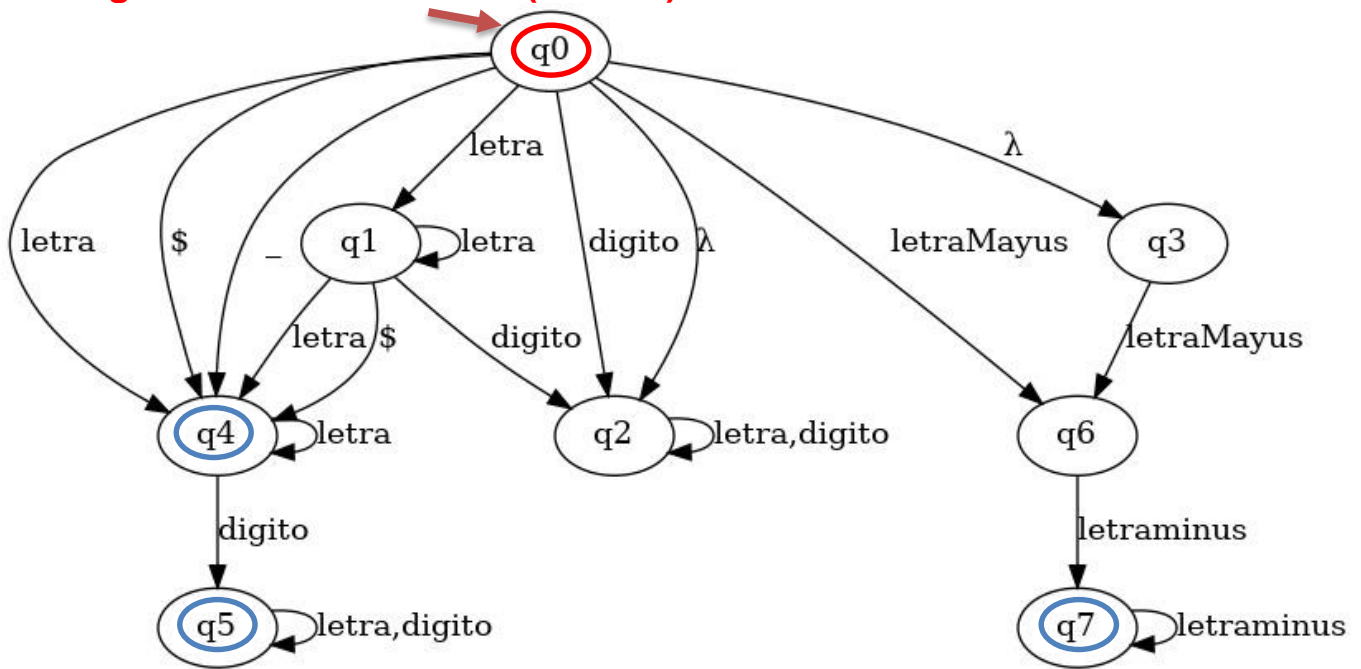 q0
letra
λ
letra
$
_
q1
letra
digito
λ
letraMayus
q3
letra
$
digito
letraMayus
q4
letra
q2
letra,digito
q6
digito
letraminus
q5
letra,digito
q7
letraminus